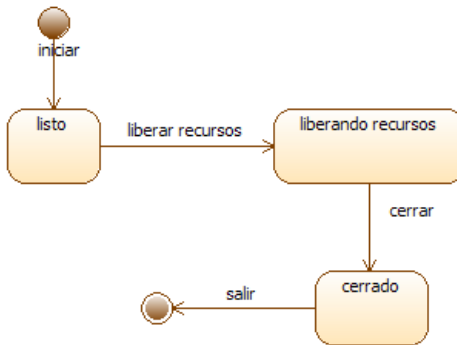 iniciar
listo
liberar recursos
liberando recursos
cerrar
cerrado
salir